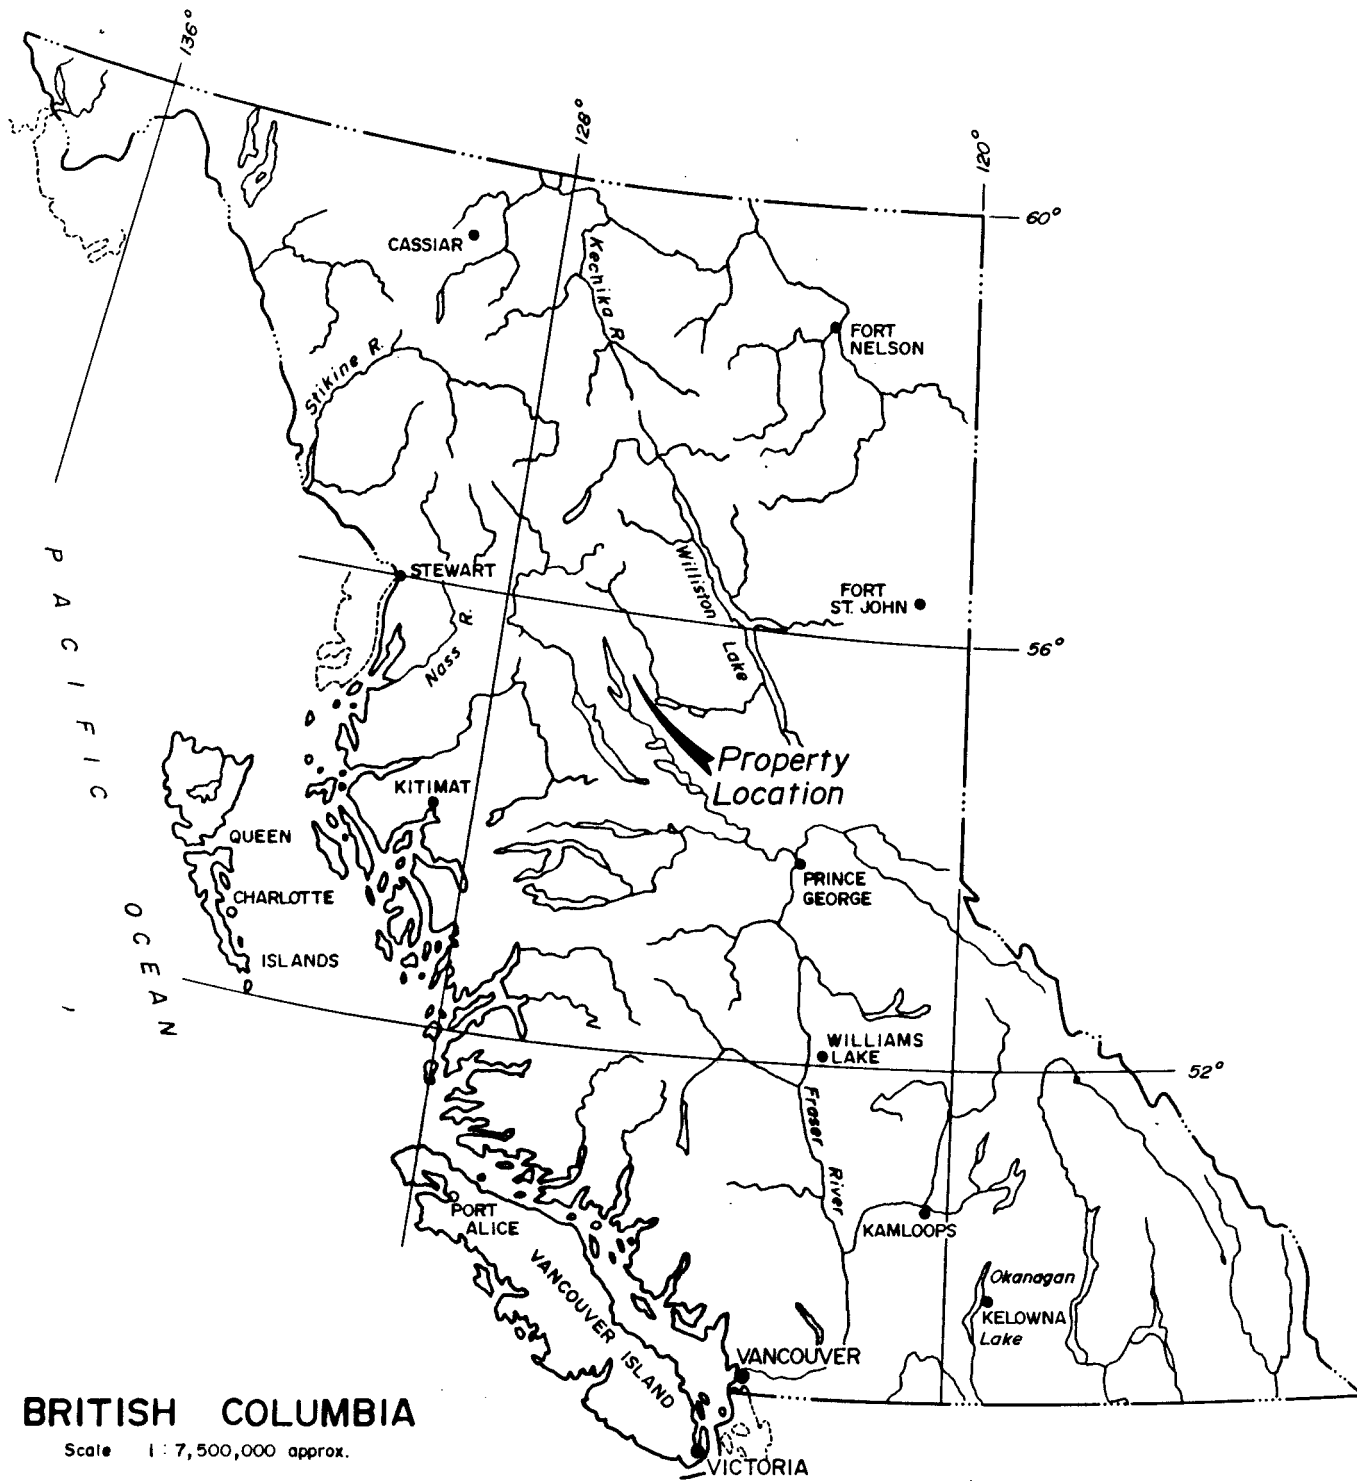 136°
128°
120°
60°
CASSIAR
Kechika R.
FORT
NELSON
Stikine R.
PACIFIC
OCEAN
STEWART
Nass R.
Williston
Lake
FORT
ST. JOHN
56°
Property
Location
KITIMAT
QUEEN
CHARLOTTE
ISLANDS
PRINCE
GEORGE
WILLIAMS
LAKE
52°
Fraser River
PORT
ALICE
KAMLOOPS
VANCOUVER ISLAND
Okanagan
KELOWNA
Lake
VANCOUVER
VICTORIA
BRITISH COLUMBIA
Scale 1:7,500,000 approx.